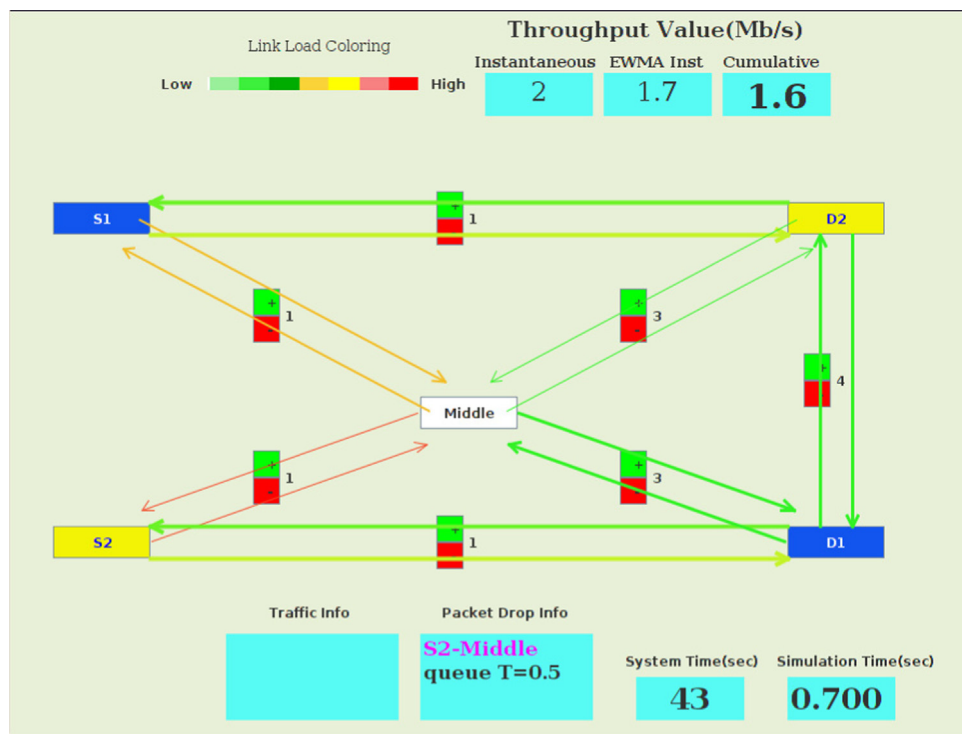 Throughput Value(Mb/s)
Link Load Coloring
Instantaneous EWMA Inst Cumulative
Low High
2 1.7 1.6
S1 + 1 D2
+ 1 - + 3 -
+ 4
Middle
+ 1 - + 3 -
S2 + 1 D1
Traffic Info Packet Drop Info
S2-Middle
queue T=0.5
System Time(sec) Simulation Time(sec)
43 0.700